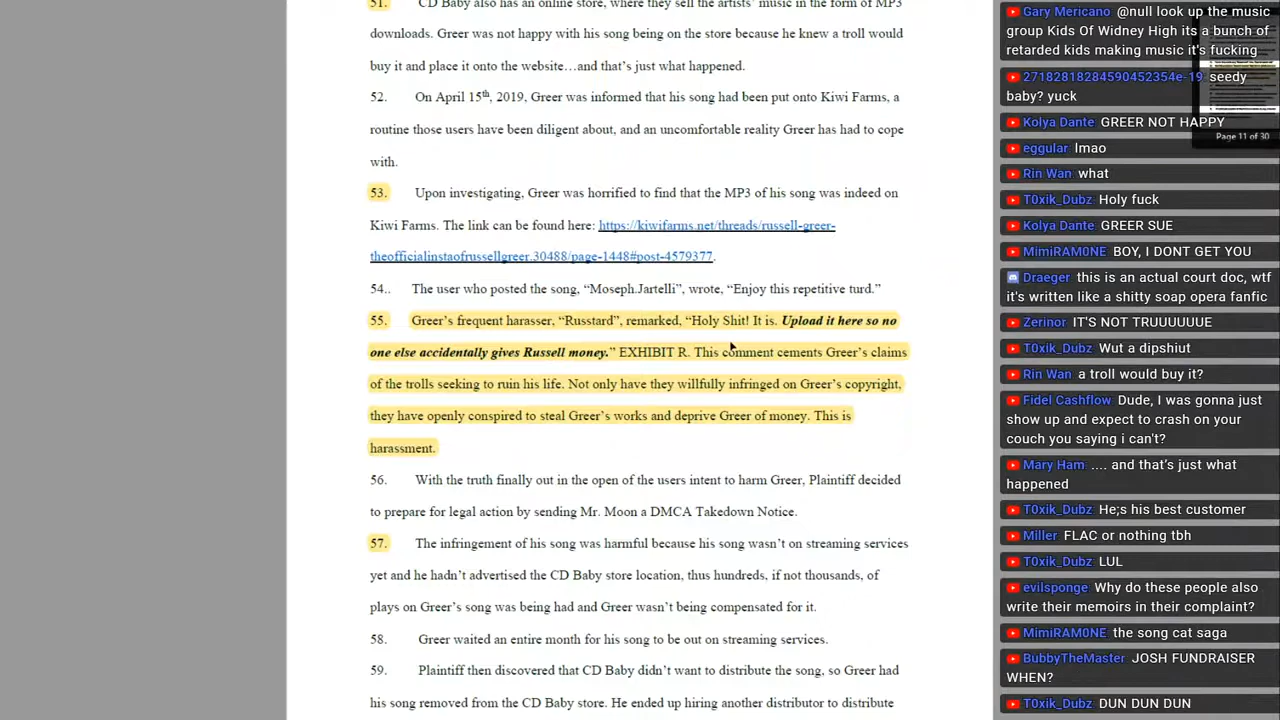 51. CD Baby also has an online store, where they sell the artists' music in the form of MP3
downloads. Greer was not happy with his song being on the store because he knew a troll would
buy it and place it onto the website…and that's just what happened.
52. On April 15th, 2019, Greer was informed that his song had been put onto Kiwi Farms, a
routine those users have been diligent about, and an uncomfortable reality Greer has had to cope
with.
53. Upon investigating, Greer was horrified to find that the MP3 of his song was indeed on
Kiwi Farms. The link can be found here: https://kiwifarms.net/threads/russell-greer-
theofficialinstaofrussellgreer.30488/page-1448#post-4579377.
54.. The user who posted the song, “Moseph.Jartelli”, wrote, “Enjoy this repetitive turd.”
55. Greer's frequent harasser, “Russtard”, remarked, “Holy Shit! It is. Upload it here so no
one else accidentally gives Russell money.” EXHIBIT R. This comment cements Greer's claims
of the trolls seeking to ruin his life. Not only have they willfully infringed on Greer's copyright,
they have openly conspired to steal Greer's works and deprive Greer of money. This is
harassment.
56. With the truth finally out in the open of the users intent to harm Greer, Plaintiff decided
to prepare for legal action by sending Mr. Moon a DMCA Takedown Notice.
57. The infringement of his song was harmful because his song wasn't on streaming services
yet and he hadn't advertised the CD Baby store location, thus hundreds, if not thousands, of
plays on Greer's song was being had and Greer wasn't being compensated for it.
58. Greer waited an entire month for his song to be out on streaming services.
59. Plaintiff then discovered that CD Baby didn't want to distribute the song, so Greer had
his song removed from the CD Baby store. He ended up hiring another distributor to distribute
Gary Mericano @null look up the music
group Kids Of Widney High its a bunch of
retarded kids making music it's fucking
27182818284590452354e-19 seedy
baby? yuck
Kolya Dante GREER NOT HAPPY
Page 11 of 30
eggular lmao
Rin Wan what
T0xik_Dubz Holy fuck
Kolya Dante GREER SUE
MimiRAM0NE BOY, I DONT GET YOU
Draeger this is an actual court doc, wtf
it's written like a shitty soap opera fanfic
Zerinor IT'S NOT TRUUUUUUE
T0xik_Dubz Wut a dipshiut
Rin Wan a troll would buy it?
Fidel Cashflow Dude, I was gonna just
show up and expect to crash on your
couch you saying i can't?
Mary Ham .... and that's just what
happened
T0xik_Dubz He;s his best customer
Miller FLAC or nothing tbh
T0xik_Dubz LUL
evilsponge Why do these people also
write their memoirs in their complaint?
MimiRAM0NE the song cat saga
BubbyTheMaster JOSH FUNDRAISER
WHEN?
T0xik_Dubz DUN DUN DUN